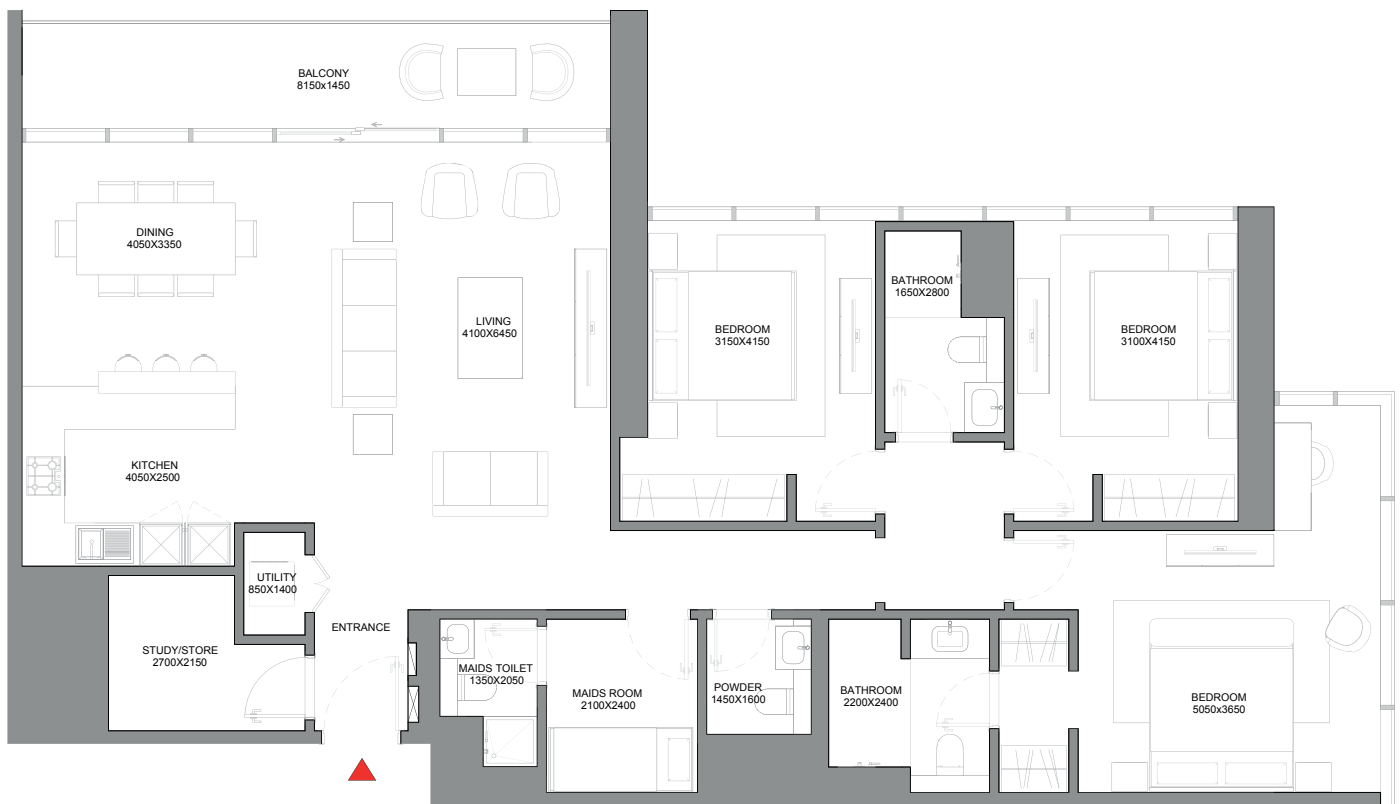 BALCONY
8150x1450
DINING
4050X3350
LIVING
4100X6450
BEDROOM
3150X4150
BATHROOM
1650X2800
BEDROOM
3100X4150
KITCHEN
4050X2500
UTILITY
850X1400
ENTRANCE
STUDY/STORE
2700X2150
MAIDS TOILET
1350X2050
MAIDS ROOM
2100X2400
POWDER
1450X1600
BATHROOM
2200X2400
BEDROOM
5050x3650